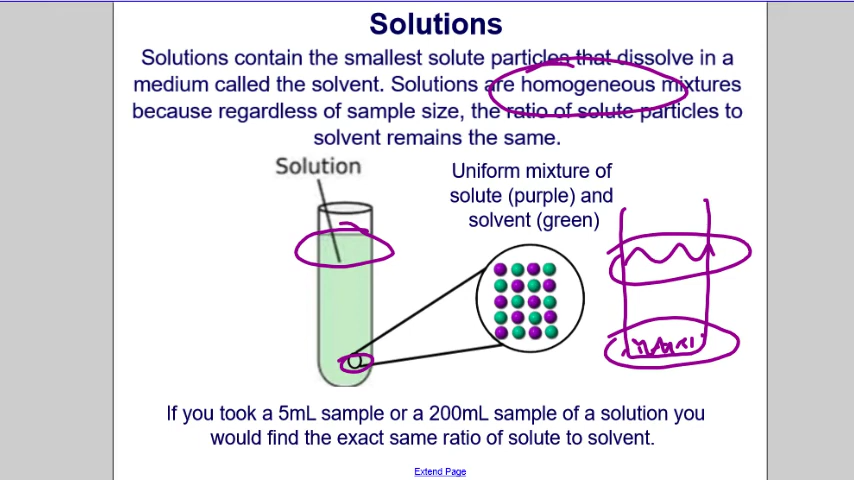 Solutions
Solutions contain the smallest solute particles that dissolve in a
medium called the solvent. Solutions are homogeneous mixtures
because regardless of sample size, the ratio of solute particles to
solvent remains the same.
Solution
Uniform mixture of
solute (purple) and
solvent (green)
If you took a 5mL sample or a 200mL sample of a solution you
would find the exact same ratio of solute to solvent.
Extend Page